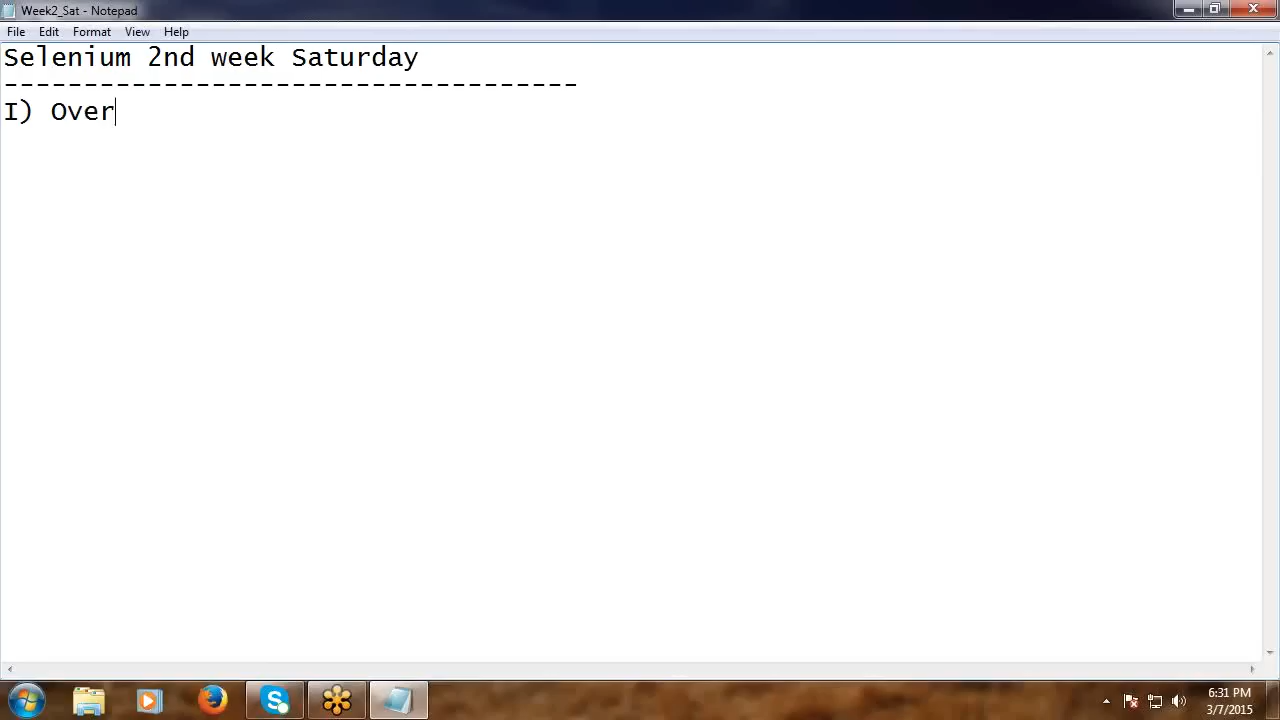 Week2_Sat - Notepad
File Edit Format View Help
Selenium 2nd week Saturday
------------------------------------
I) Over
6:31 PM
3/7/2015